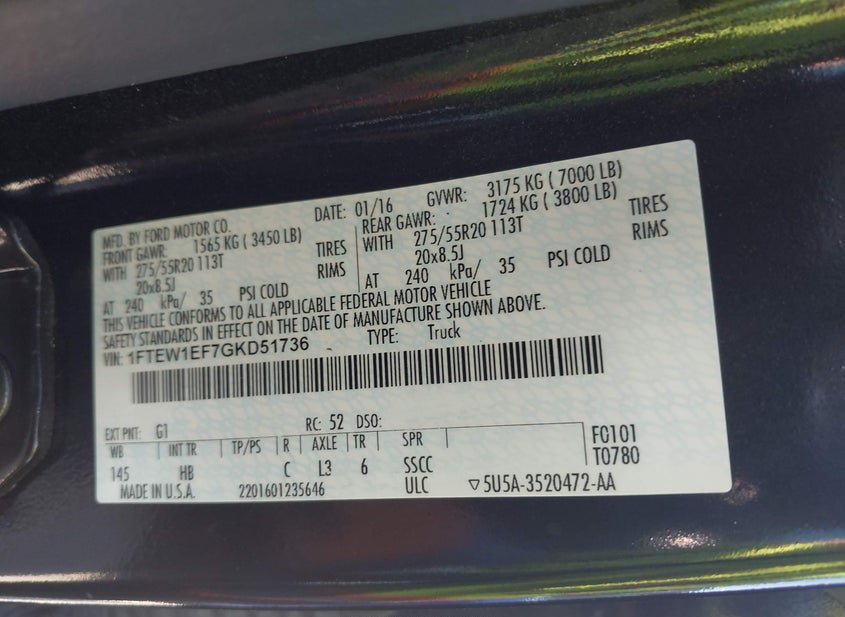 MFD. BY FORD MOTOR CO. DATE: 01/16 GVWR: 3175 KG ( 7000 LB)
FRONT GAWR: 1565 KG ( 3450 LB) REAR GAWR: 1724 KG ( 3800 LB)
WITH 275/55R20 113T TIRES WITH 275/55R20 113T TIRES
20x8.5J RIMS 20x8.5J RIMS
AT 240 kPa/ 35 PSI COLD AT 240 kPa/ 35 PSI COLD
THIS VEHICLE CONFORMS TO ALL APPLICABLE FEDERAL MOTOR VEHICLE
SAFETY STANDARDS IN EFFECT ON THE DATE OF MANUFACTURE SHOWN ABOVE.
VIN: 1FTEW1EF7GKD51736 TYPE: Truck
EXT PNT: G1 RC: 52 DSO:
WB INT TR TP/PS R AXLE TR SPR FC101
145 HB C L3 6 SSCC T0780
MADE IN U.S.A. 2201601235646 ULC ▽5U5A-3520472-AA